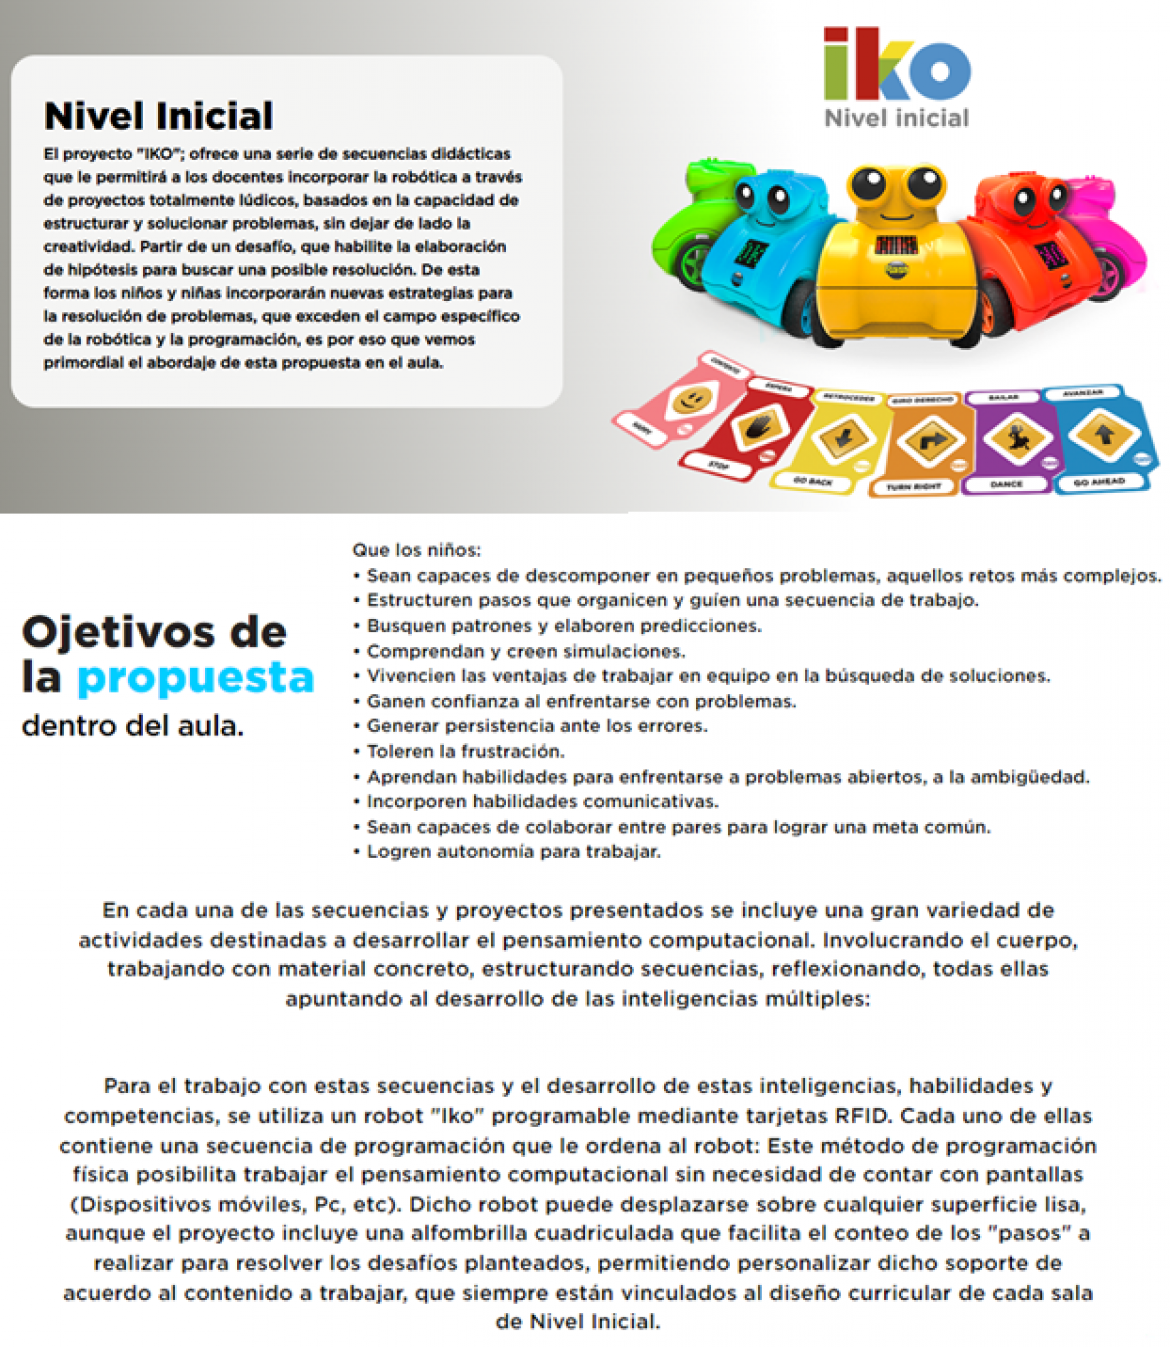 iko
Nivel inicial
Nivel Inicial
El proyecto "IKO"; ofrece una serie de secuencias didácticas
que le permitirá a los docentes incorporar la robótica a través
de proyectos totalmente lúdicos, basados en la capacidad de
estructurar y solucionar problemas, sin dejar de lado la
creatividad. Partir de un desafío, que habilite la elaboración
de hipótesis para buscar una posible resolución. De esta
forma los niños y niñas incorporarán nuevas estrategias para
la resolución de problemas, que exceden el campo específico
de la robótica y la programación, es por eso que vemos
primordial el abordaje de esta propuesta en el aula.
CONTENTO
ESPERA
RETROCEDER
GIRO DERECHO
BAILAR
AVANZAR
STOP
GO BACK
TURN RIGHT
DANCE
GO AHEAD
Ojetivos de
la propuesta
dentro del aula.
Que los niños:
• Sean capaces de descomponer en pequeños problemas, aquellos retos más complejos.
• Estructuren pasos que organicen y guíen una secuencia de trabajo.
• Busquen patrones y elaboren predicciones.
• Comprendan y creen simulaciones.
• Vivencien las ventajas de trabajar en equipo en la búsqueda de soluciones.
• Ganen confianza al enfrentarse con problemas.
• Generar persistencia ante los errores.
• Toleren la frustración.
• Aprendan habilidades para enfrentarse a problemas abiertos, a la ambigüedad.
• Incorporen habilidades comunicativas.
• Sean capaces de colaborar entre pares para lograr una meta común.
• Logren autonomía para trabajar.
En cada una de las secuencias y proyectos presentados se incluye una gran variedad de
actividades destinadas a desarrollar el pensamiento computacional. Involucrando el cuerpo,
trabajando con material concreto, estructurando secuencias, reflexionando, todas ellas
apuntando al desarrollo de las inteligencias múltiples:
Para el trabajo con estas secuencias y el desarrollo de estas inteligencias, habilidades y
competencias, se utiliza un robot "Iko" programable mediante tarjetas RFID. Cada uno de ellas
contiene una secuencia de programación que le ordena al robot: Este método de programación
física posibilita trabajar el pensamiento computacional sin necesidad de contar con pantallas
(Dispositivos móviles, Pc, etc). Dicho robot puede desplazarse sobre cualquier superficie lisa,
aunque el proyecto incluye una alfombrilla cuadriculada que facilita el conteo de los "pasos" a
realizar para resolver los desafíos planteados, permitiendo personalizar dicho soporte de
acuerdo al contenido a trabajar, que siempre están vinculados al diseño curricular de cada sala
de Nivel Inicial.